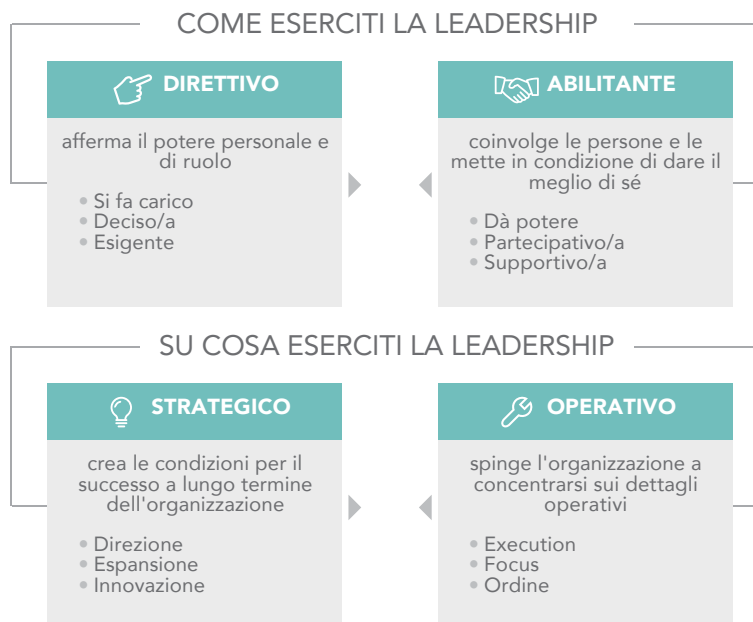 COME ESERCITI LA LEADERSHIP
DIRETTIVO
afferma il potere personale e
di ruolo
• Si fa carico
• Deciso/a
• Esigente
ABILITANTE
coinvolge le persone e le
mette in condizione di dare il
meglio di sé
• Dà potere
• Partecipativo/a
• Supportivo/a
SU COSA ESERCITI LA LEADERSHIP
STRATEGICO
crea le condizioni per il
successo a lungo termine
dell'organizzazione
• Direzione
• Espansione
• Innovazione
OPERATIVO
spinge l'organizzazione a
concentrarsi sui dettagli
operativi
• Execution
• Focus
• Ordine